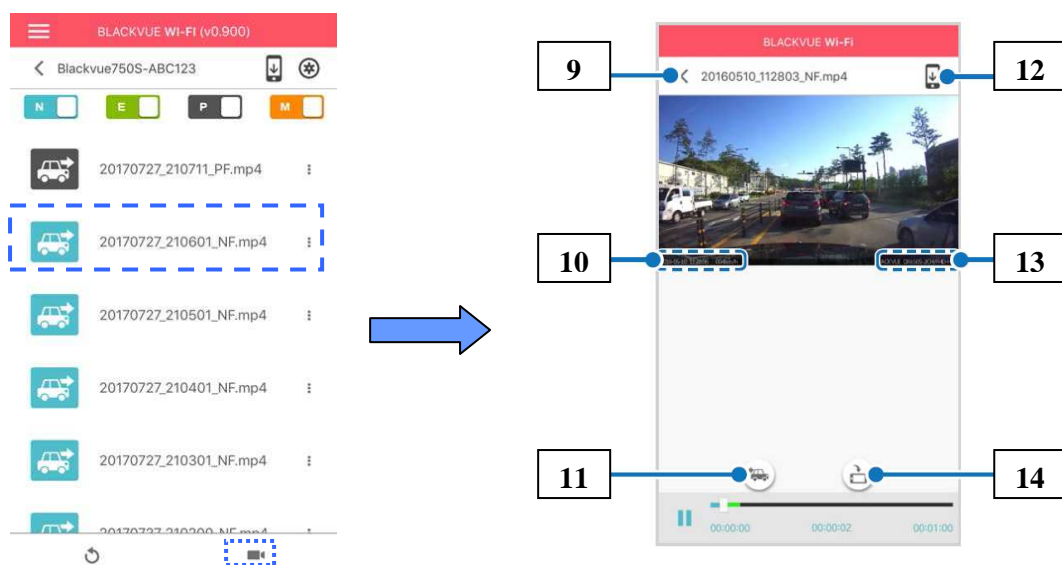 BLACKVUE WI-FI (v0.900)
Blackvue750S-ABC123
N E P M
20170727_210711_PF.mp4
20170727_210601_NF.mp4
20170727_210501_NF.mp4
20170727_210401_NF.mp4
20170727_210301_NF.mp4
BLACKVUE Wi-Fi
9
20160510_112803_NF.mp4
12
10
13
11
14
00:00:00 00:00:02 00:01:00